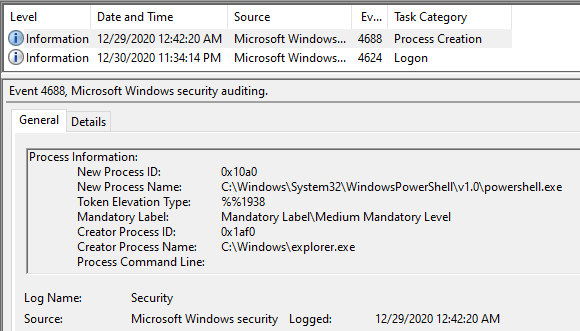 Level Date and Time Source Ev... Task Category
Information 12/29/2020 12:42:20 AM Microsoft Windows... 4688 Process Creation
Information 12/30/2020 11:34:14 PM Microsoft Windows... 4624 Logon
Event 4688, Microsoft Windows security auditing.
General Details
Process Information:
New Process ID: 0x10a0
New Process Name: C:\Windows\System32\WindowsPowerShell\v1.0\powershell.exe
Token Elevation Type: %%1938
Mandatory Label: Mandatory Label\Medium Mandatory Level
Creator Process ID: 0x1af0
Creator Process Name: C:\Windows\explorer.exe
Process Command Line:
Log Name: Security
Source: Microsoft Windows security Logged: 12/29/2020 12:42:20 AM